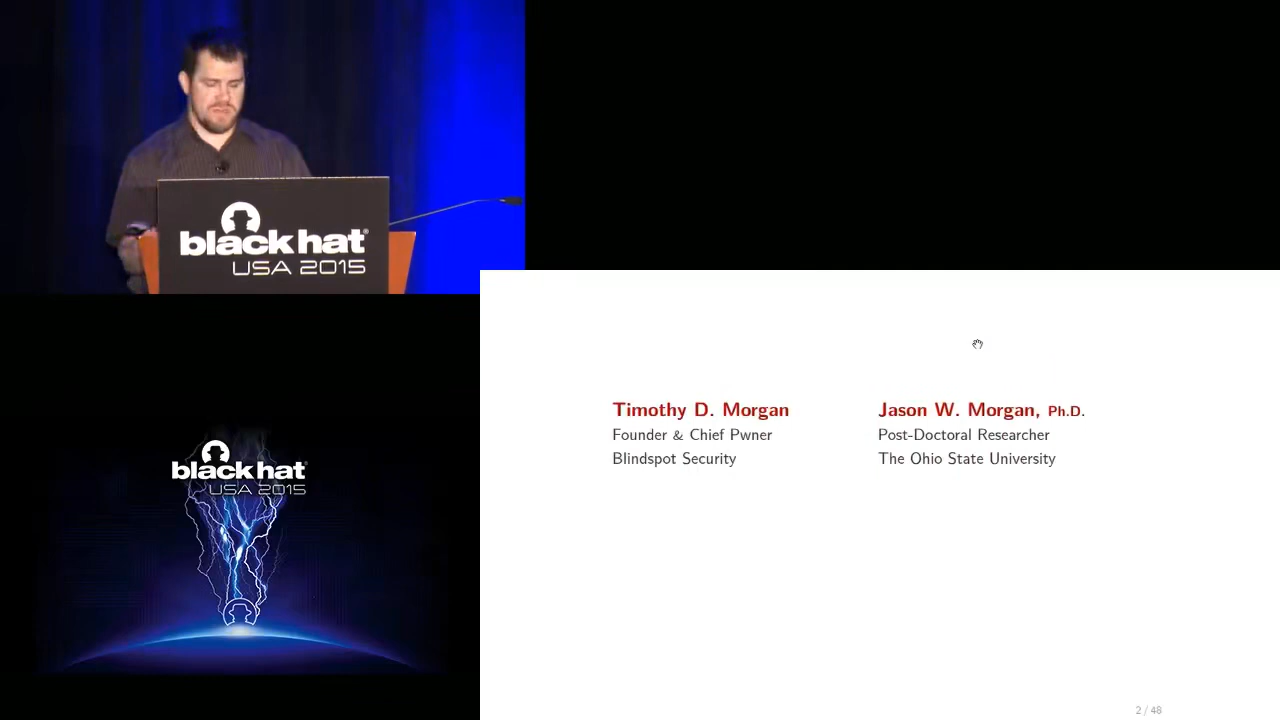 black hat®
USA 2015
Timothy D. Morgan
Founder & Chief Pwner
Blindspot Security
Jason W. Morgan, Ph.D.
Post-Doctoral Researcher
The Ohio State University
black hat®
USA 2015
2 / 48